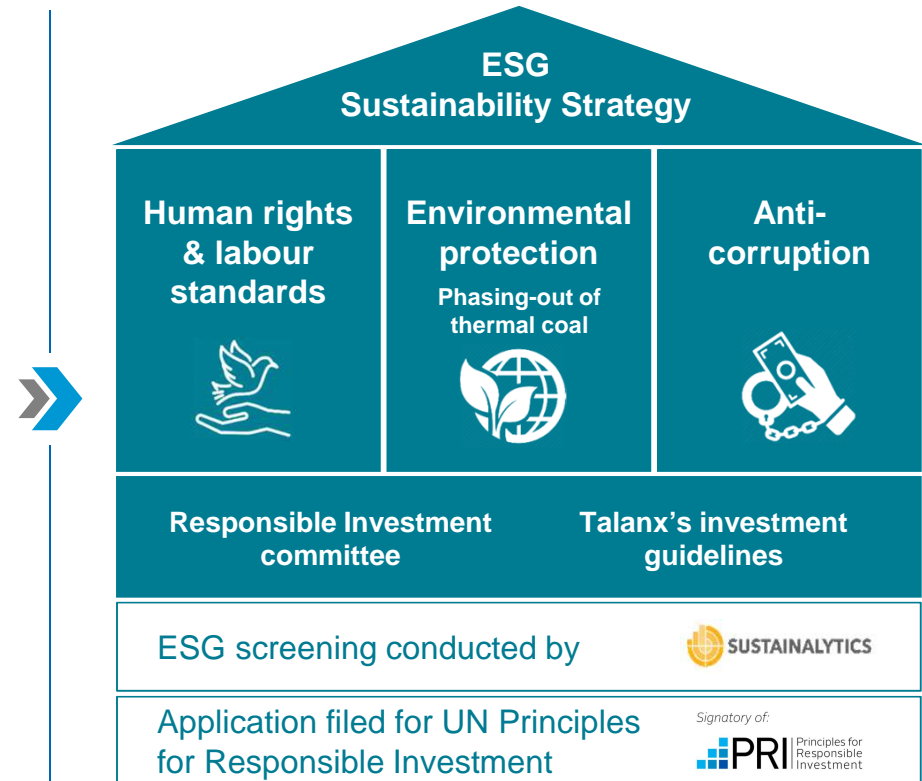 ESG
Sustainability Strategy
Human rights
& labour
standards
Environmental
protection
Phasing-out of
thermal coal
Anti-
corruption
Responsible Investment
committee
Talanx's investment
guidelines
ESG screening conducted by
SUSTAINALYTICS
Application filed for UN Principles
for Responsible Investment
Signatory of:
PRI
Principles for
Responsible
Investment